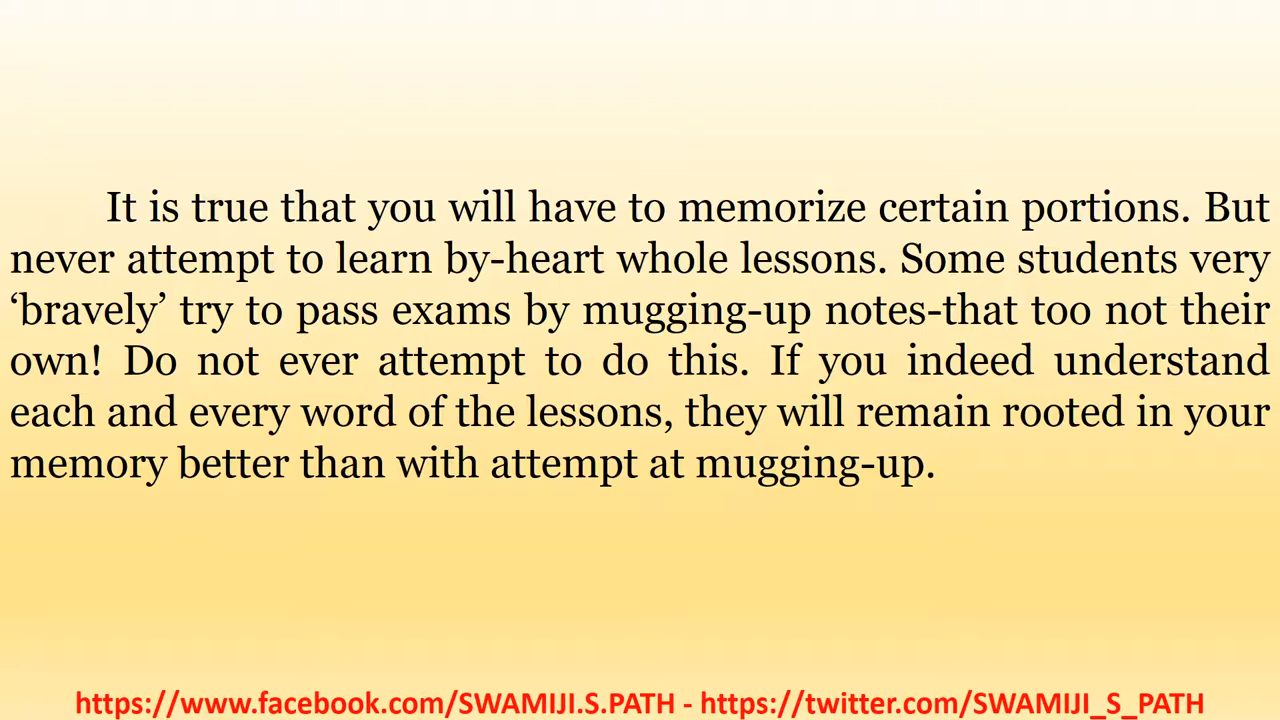 It is true that you will have to memorize certain portions. But
never attempt to learn by-heart whole lessons. Some students very
‘bravely’ try to pass exams by mugging-up notes-that too not their
own! Do not ever attempt to do this. If you indeed understand
each and every word of the lessons, they will remain rooted in your
memory better than with attempt at mugging-up.
https://www.facebook.com/SWAMIJI.S.PATH - https://twitter.com/SWAMIJI_S_PATH